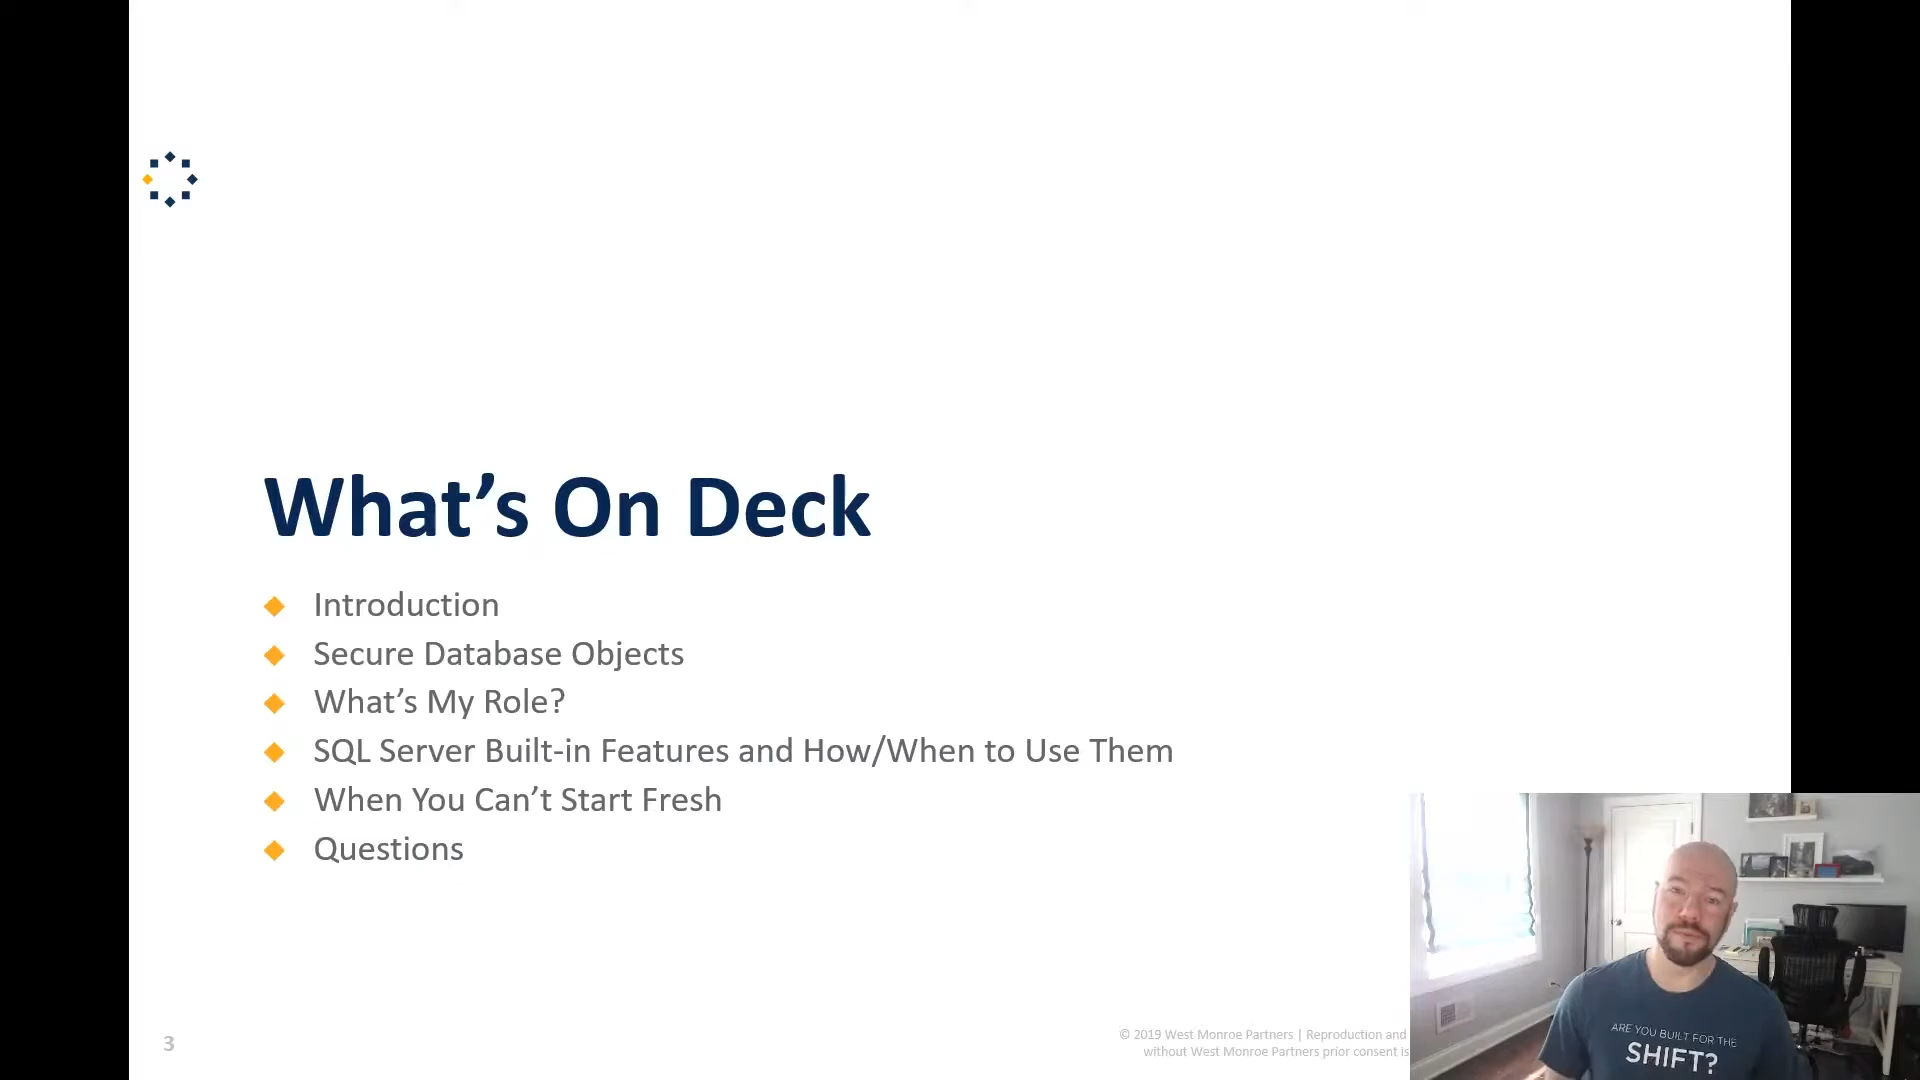 What’s On Deck
Introduction
Secure Database Objects
What’s My Role?
SQL Server Built-in Features and How/When to Use Them
When You Can’t Start Fresh
Questions
3
© 2019 West Monroe Partners | Reproduction and
without West Monroe Partners prior consent is
ARE YOU BUILT FOR THE
SHIFT?